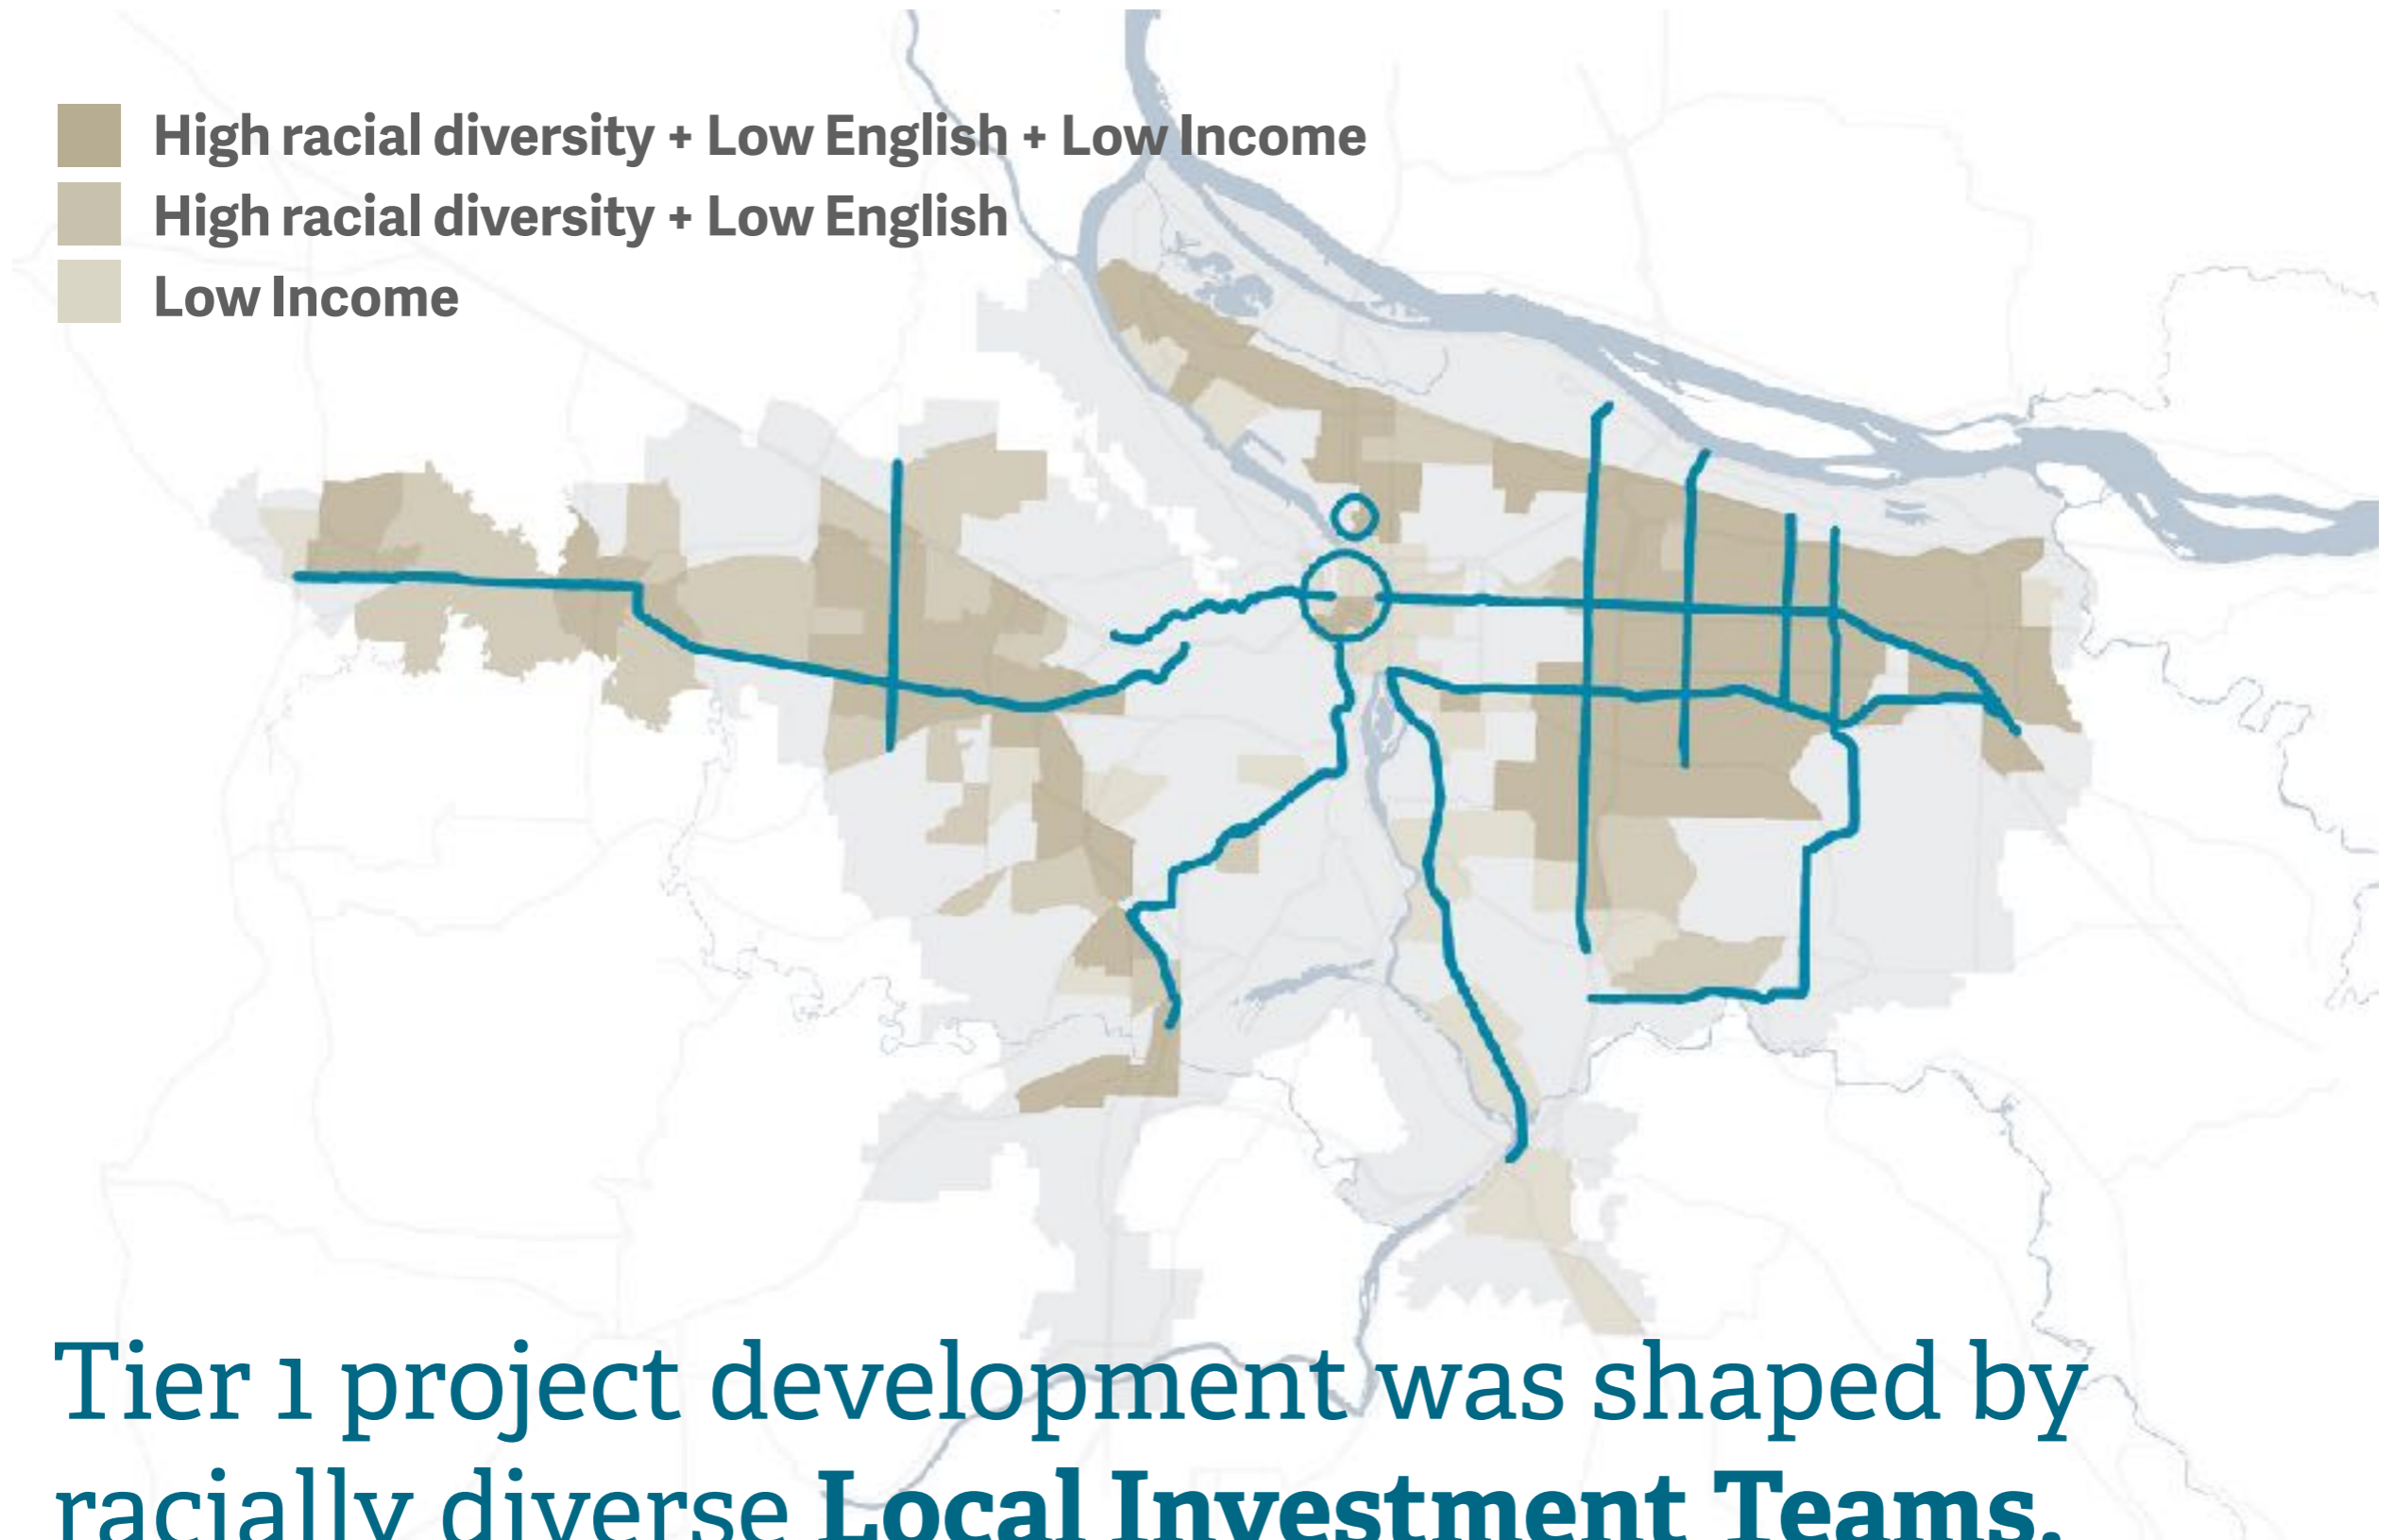 High racial diversity + Low English + Low Income
High racial diversity + Low English
Low Income
Tier 1 project development was shaped by
racially diverse Local Investment Teams.